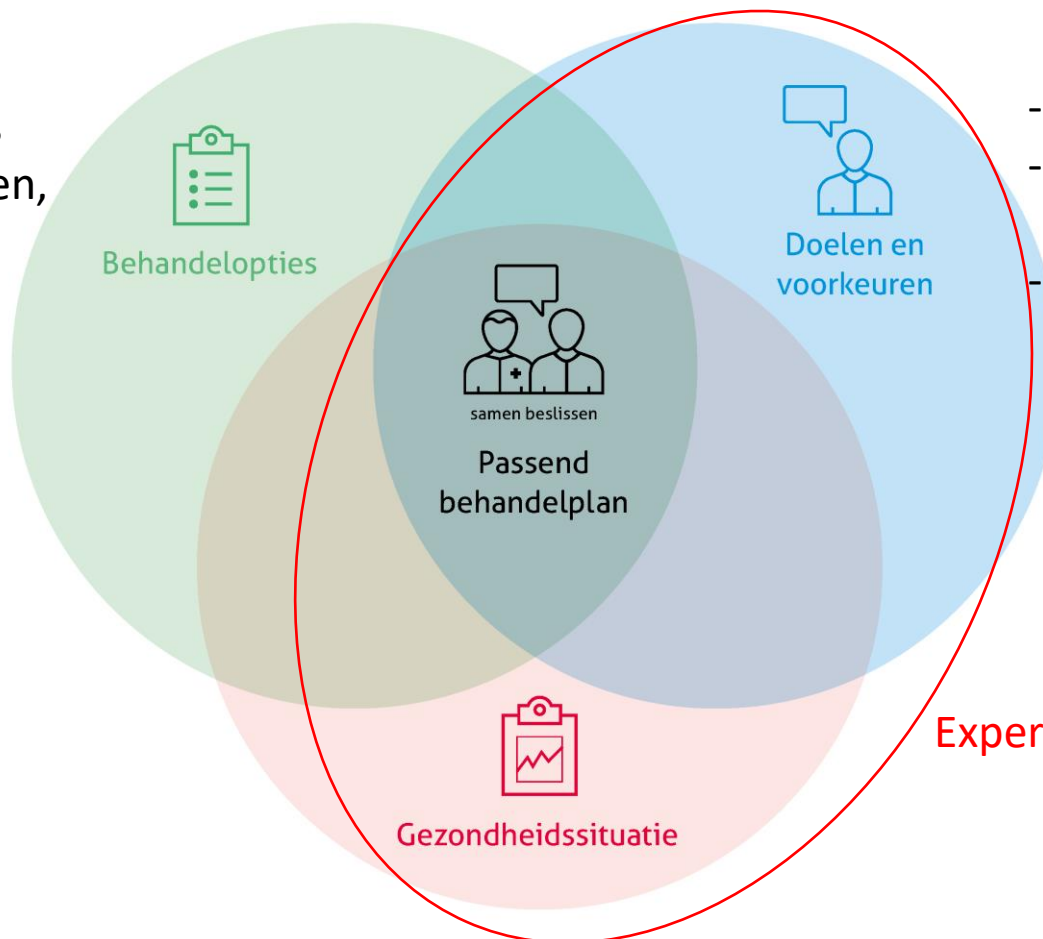 en,
Behandelopties
Doelen en
voorkeuren
-
-
-
samen beslissen
Passend
behandelplan
Gezondheidssituatie
Exper